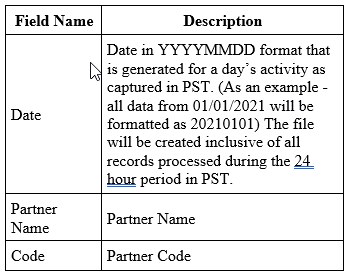 Field Name Description
Date in YYYYMMDD format that
is generated for a day's activity as
captured in PST. (As an example -
all data from 01/01/2021 will be
Date
formatted as 20210101) The file
will be created inclusive of all
records processed during the 24
hour period in PST.
Partner
Name
Partner Name
Code Partner Code